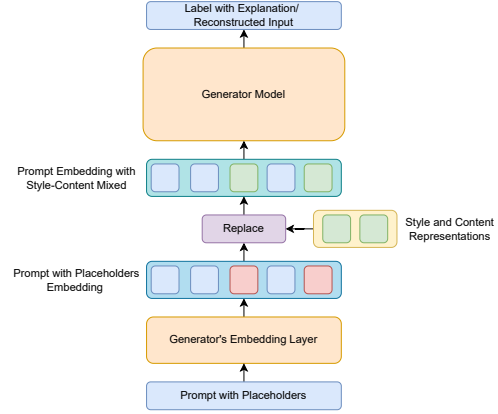 Label with Explanation/
Reconstructed Input
Generator Model
Prompt Embedding with
Style-Content Mixed
Replace
Style and Content
Representations
Prompt with Placeholders
Embedding
Generator's Embedding Layer
Prompt with Placeholders